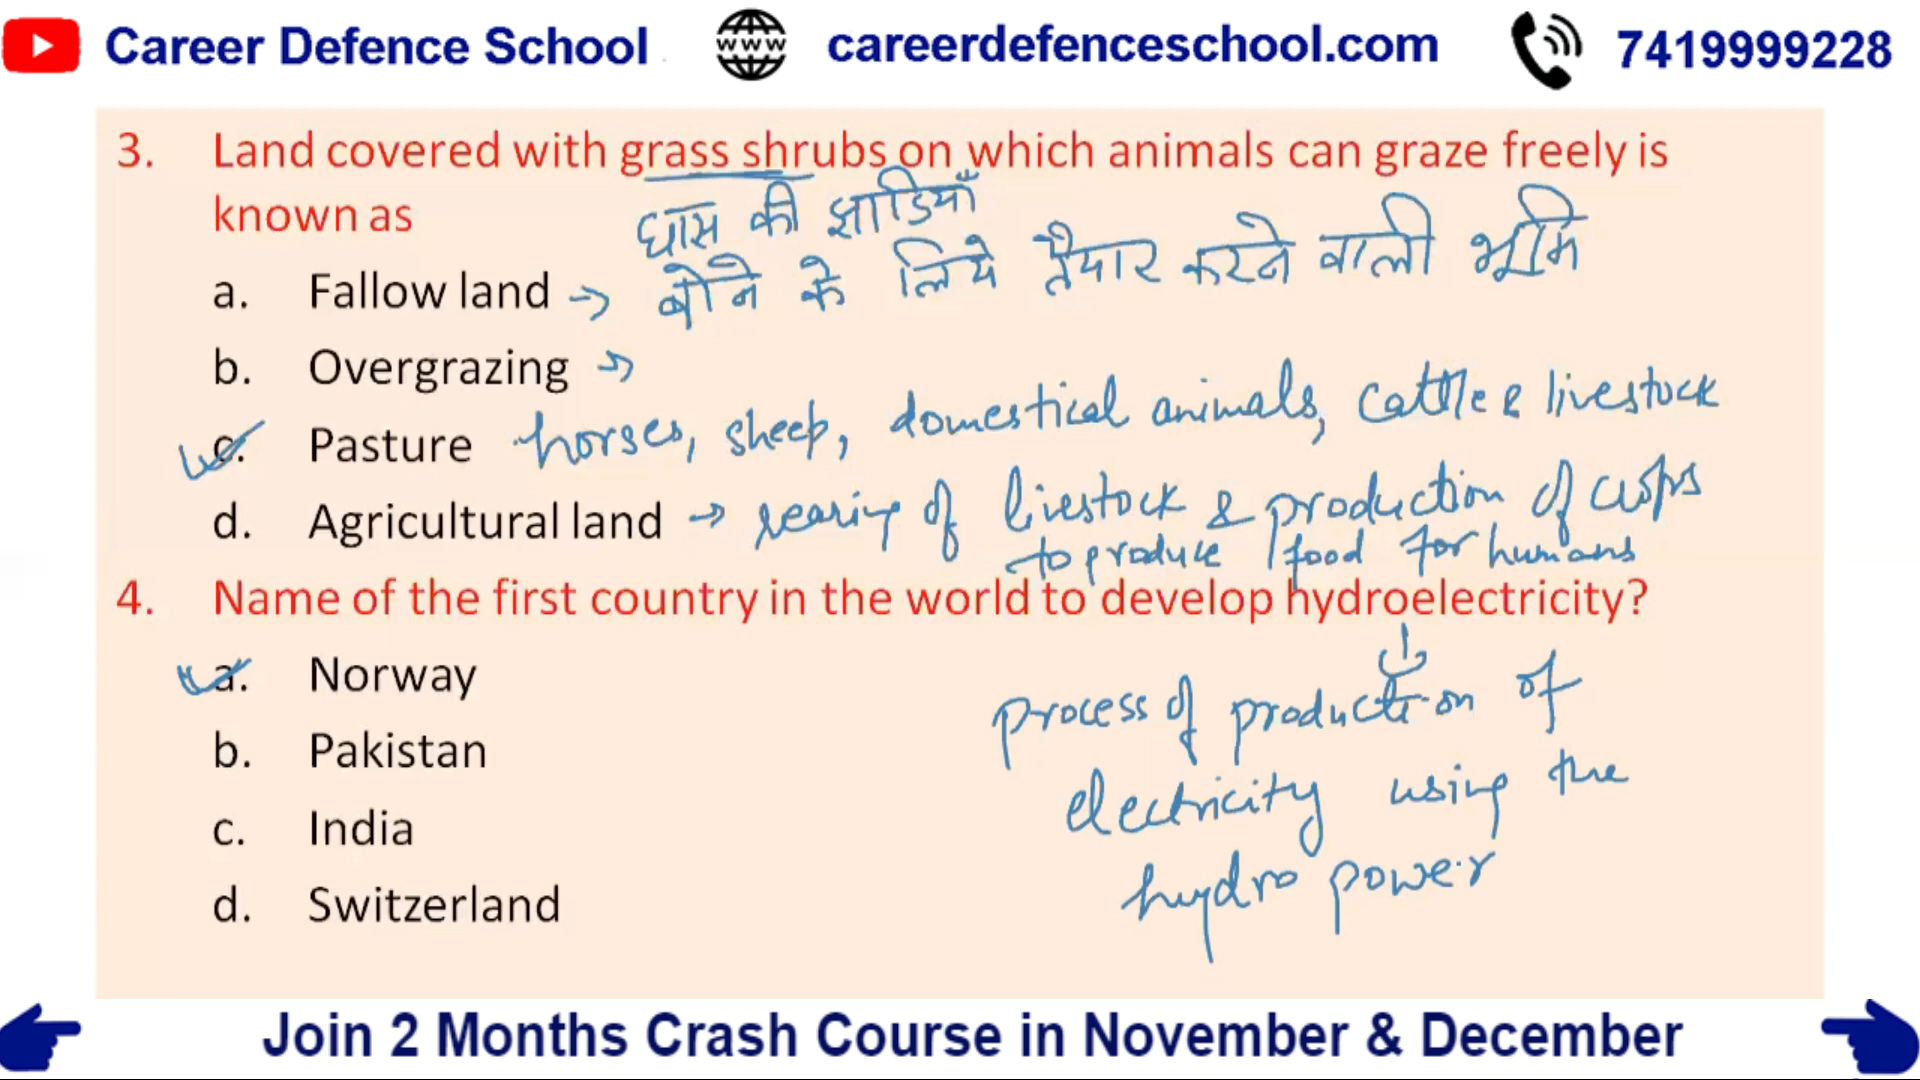 Career Defence School www careerdefenceschool.com 7419999228
3. Land covered with grass shrubs on which animals can graze freely is
known as
घास की झाडियाँ
a. Fallow land → बोने के लिये तैयार करने वाली भूमि
b. Overgrazing →
c. Pasture horses, sheep, domestical animals, cattle & livestock
d. Agricultural land → rearing of livestock & production of crops
to produce food for humans
4. Name of the first country in the world to develop hydroelectricity?
a. Norway
process of production of
b. Pakistan
electricity using the
c. India
hydro power
d. Switzerland
Join 2 Months Crash Course in November & December